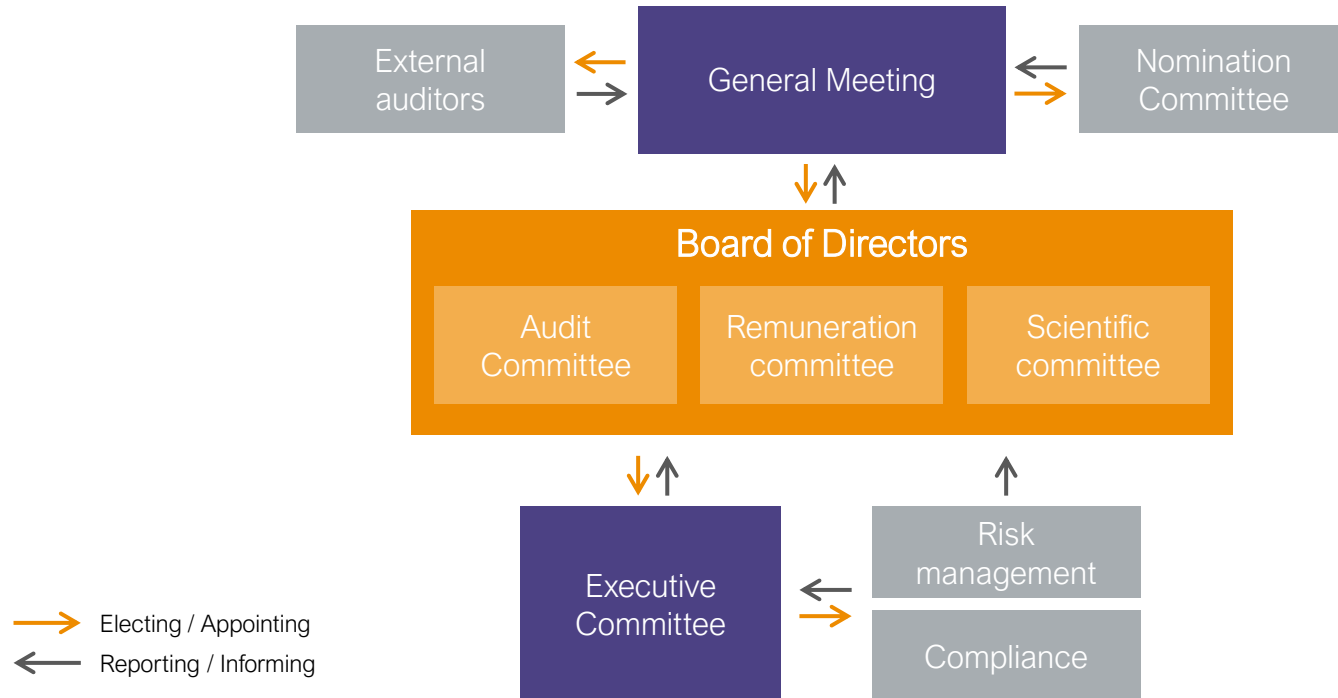 External
auditors
General Meeting
Nomination
Committee
Board of Directors
Audit
Committee
Remuneration
committee
Scientific
committee
Executive
Committee
Risk
management
Compliance
Electing / Appointing
Reporting / Informing